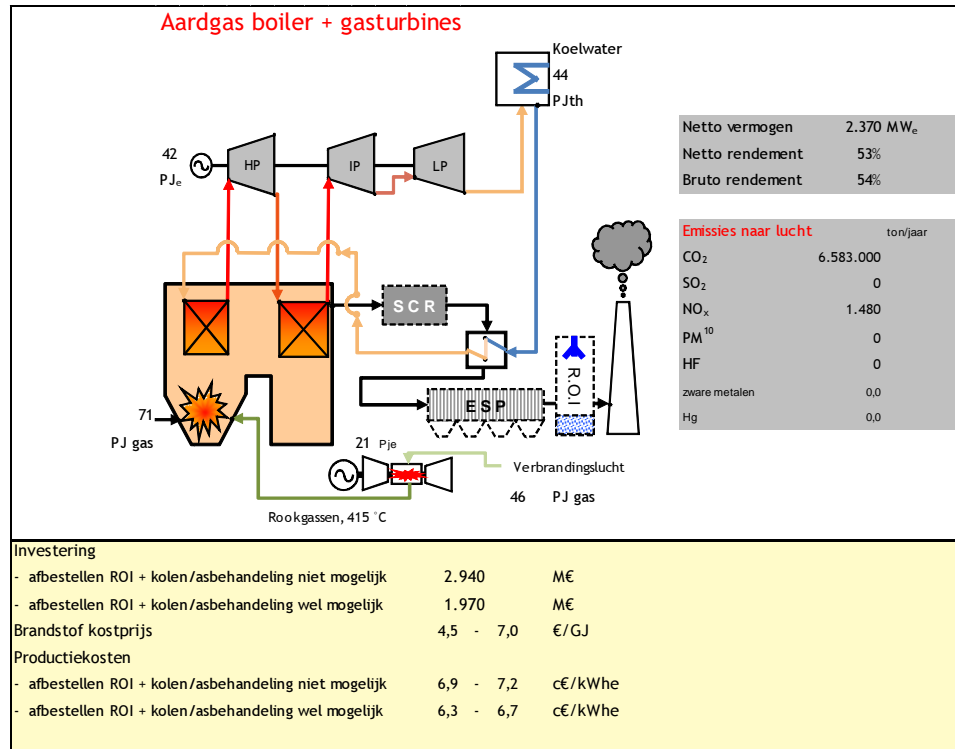 Aardgas boiler + gasturbines
Koelwater
44
PJth
42
PJe
HP
IP
LP
SCR
ESP
R.O.I
71
PJ gas
21 Pje
Verbrandingslucht
46 PJ gas
Rookgassen, 415 °C
Netto vermogen 2.370 MWe
Netto rendement 53%
Bruto rendement 54%
Emissies naar lucht ton/jaar
CO2 6.583.000
SO2 0
NOx 1.480
PM10 0
HF 0
zware metalen 0,0
Hg 0,0
Investering
- afbestellen ROI + kolen/asbehandeling niet mogelijk 2.940 M€
- afbestellen ROI + kolen/asbehandeling wel mogelijk 1.970 M€
Brandstof kostprijs 4,5 - 7,0 €/GJ
Productiekosten
- afbestellen ROI + kolen/asbehandeling niet mogelijk 6,9 - 7,2 c€/kWhe
- afbestellen ROI + kolen/asbehandeling wel mogelijk 6,3 - 6,7 c€/kWhe